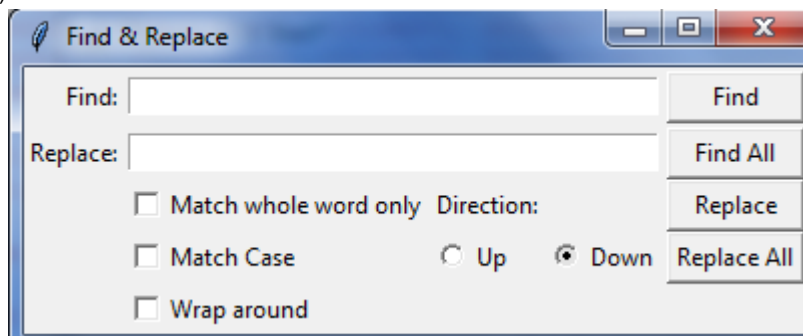 Find & Replace
Find: Find
Replace: Find All
Match whole word only Direction: Replace
Match Case Up Down Replace All
Wrap around